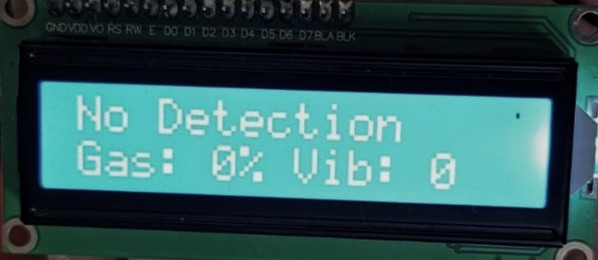 GND VDD VO RS RW E D0 D1 D2 D3 D4 D5 D6 D7 BLA BLK
No Detection
Gas: 0% Vib: 0